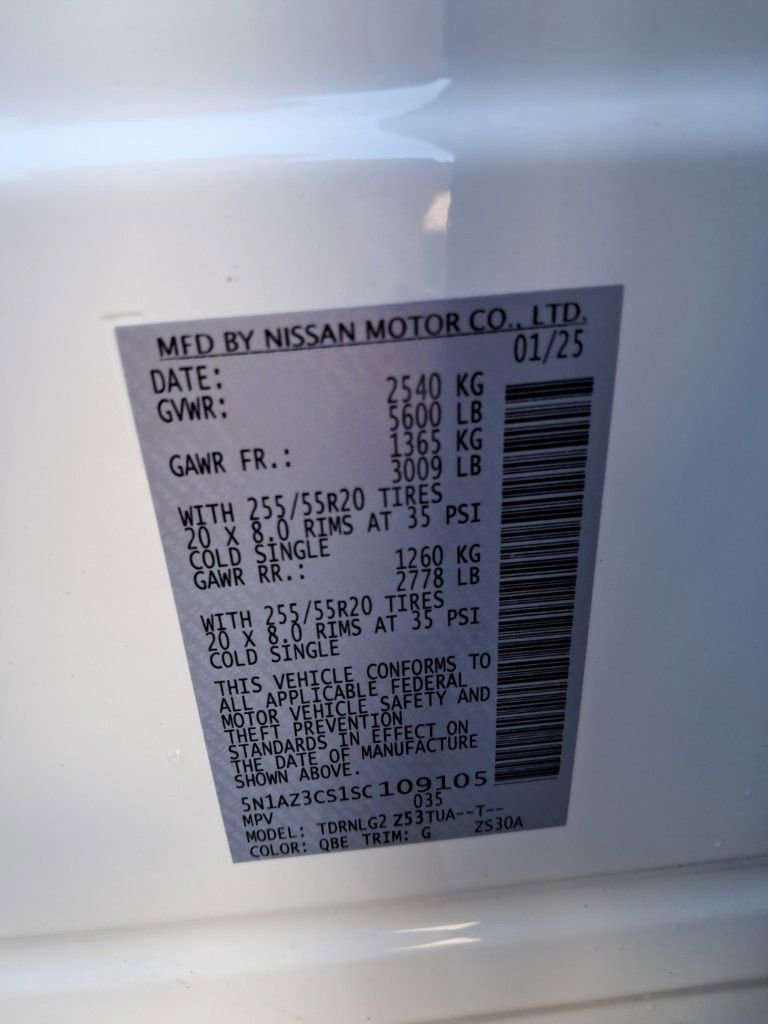 MFD BY NISSAN MOTOR CO., LTD.
DATE: 01/25
GVWR: 2540 KG
5600 LB
GAWR FR.: 1365 KG
3009 LB
WITH 255/55R20 TIRES
20 X 8.0 RIMS AT 35 PSI
COLD SINGLE
GAWR RR.: 1260 KG
2778 LB
WITH 255/55R20 TIRES
20 X 8.0 RIMS AT 35 PSI
COLD SINGLE
THIS VEHICLE CONFORMS TO
ALL APPLICABLE FEDERAL
MOTOR VEHICLE SAFETY AND
THEFT PREVENTION
STANDARDS IN EFFECT ON
THE DATE OF MANUFACTURE
SHOWN ABOVE.
5N1AZ3CS1SC109105
MPV 035
MODEL: TDRNLG2 Z53TUA--T--
COLOR: QBE TRIM: G ZS30A